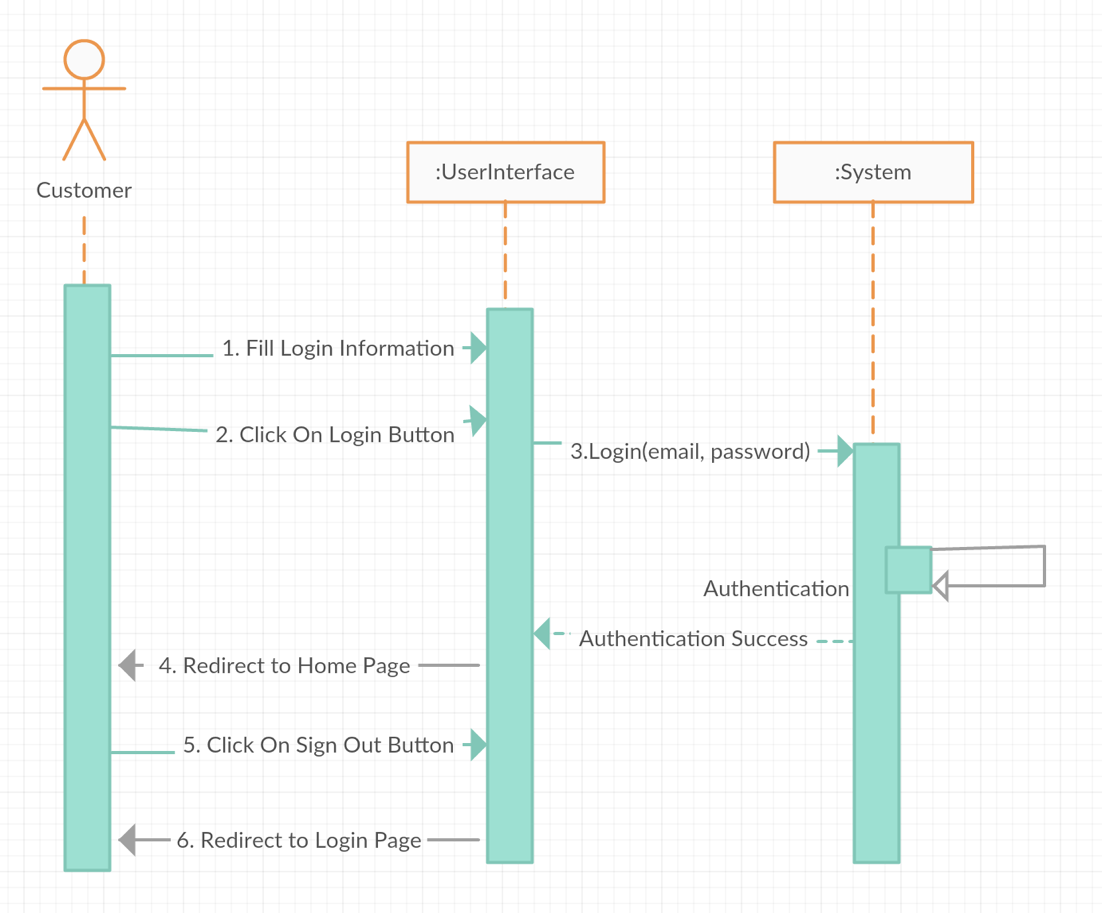 Customer
:UserInterface
:System
1. Fill Login Information
2. Click On Login Button
3.Login(email, password)
Authentication
Authentication Success
4. Redirect to Home Page
5. Click On Sign Out Button
6. Redirect to Login Page